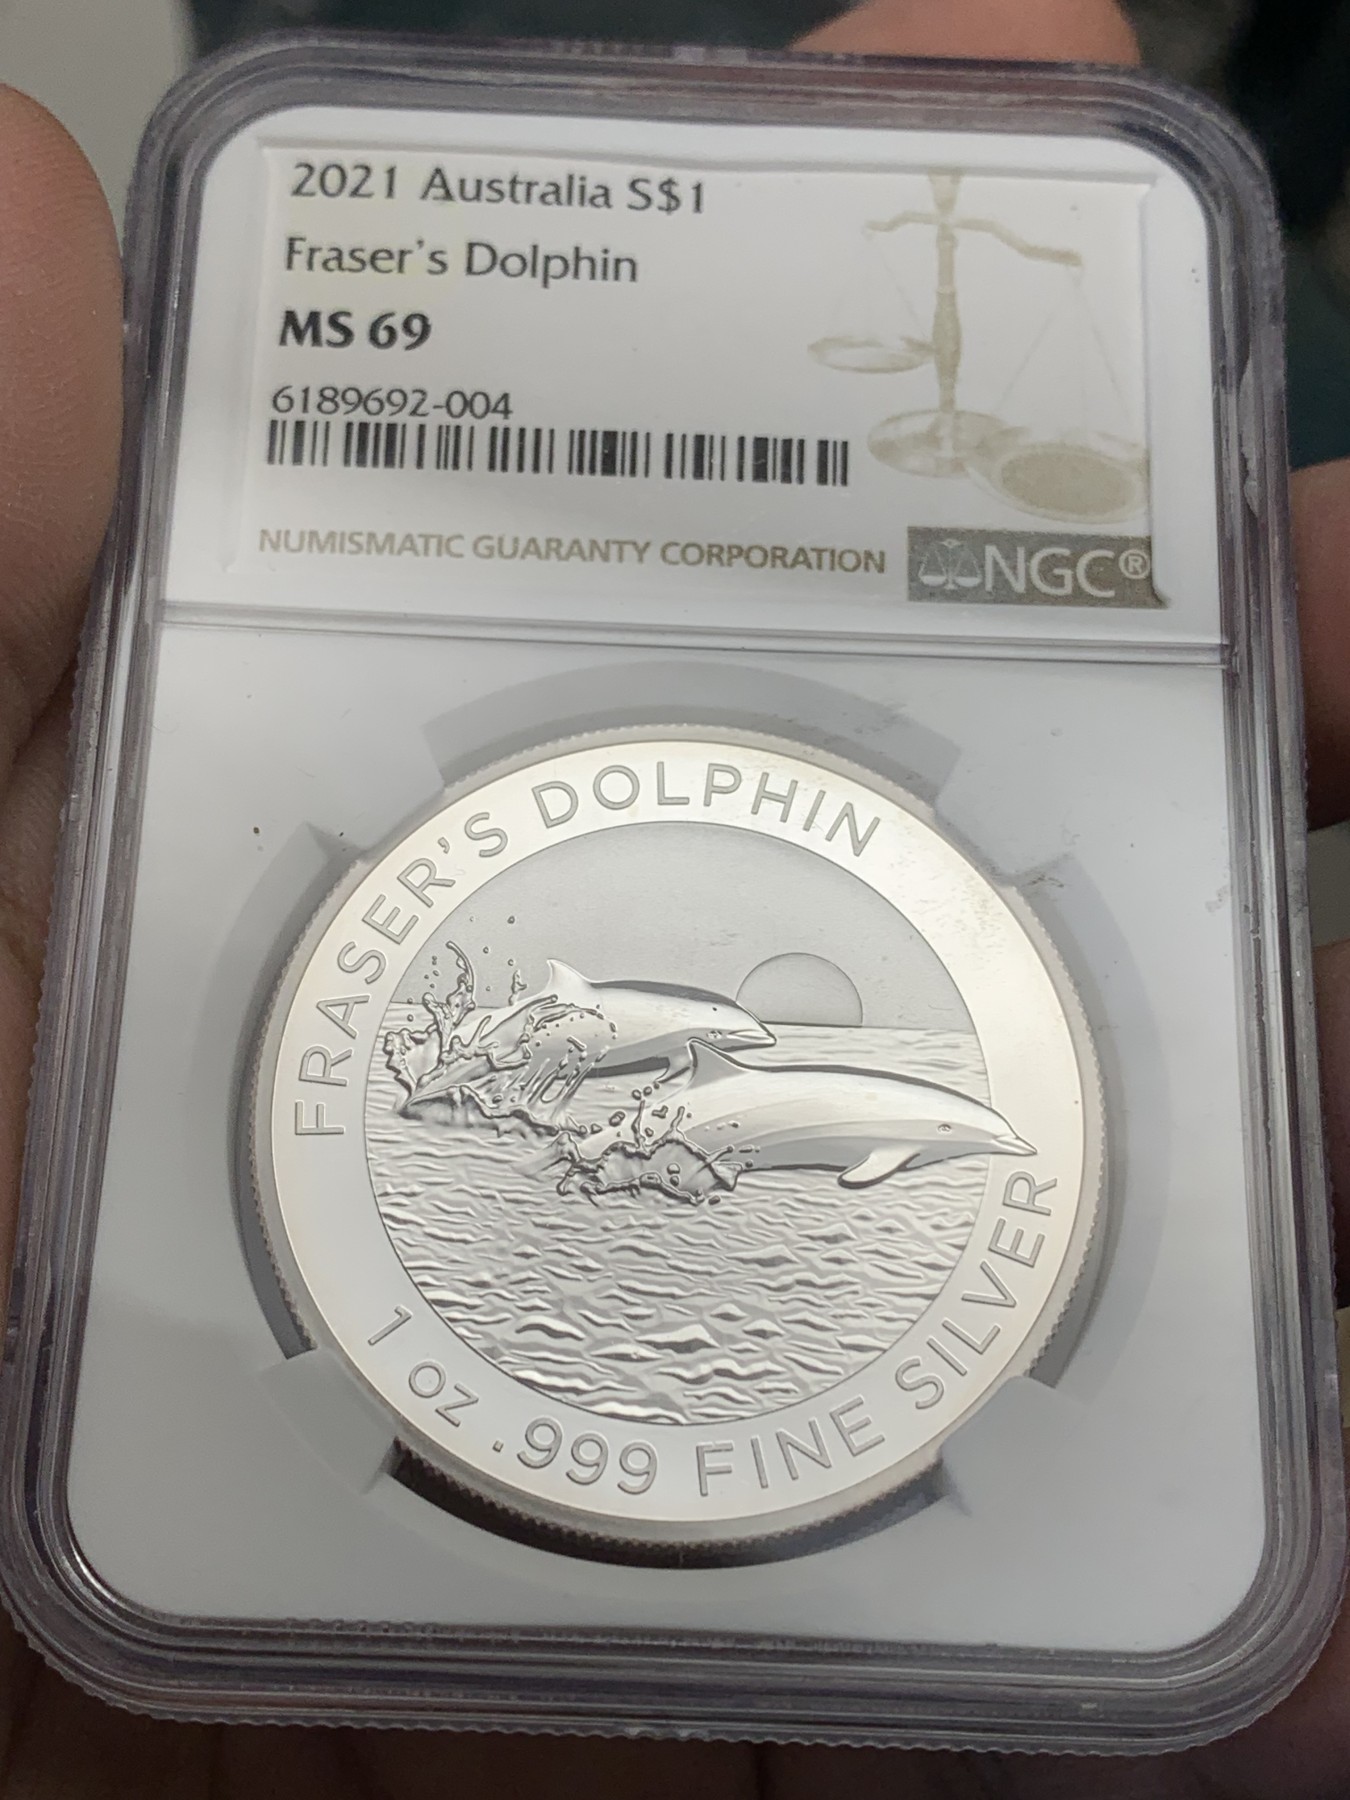 2021 Australia S$1
Fraser's Dolphin
MS 69
6189692-004
NUMISMATIC GUARANTY CORPORATION
NGC®
FRASER'S DOLPHIN
1 OZ .999 FINE SILVER